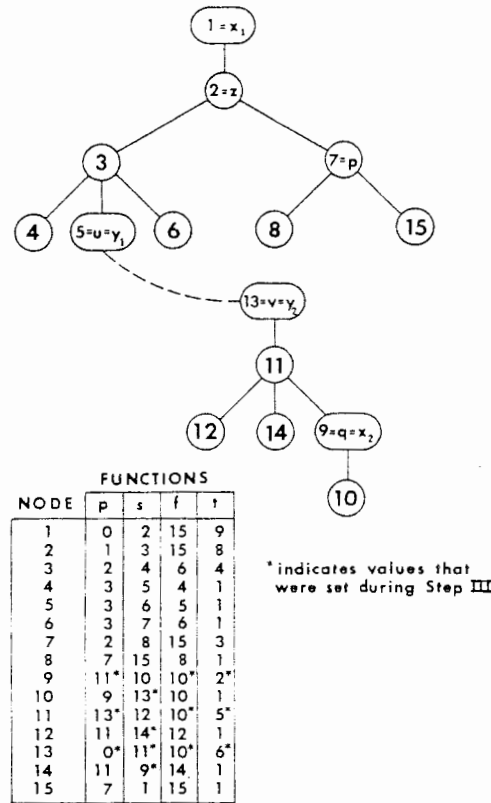 1 = x₁
2 = z
3
7 = p
4
5 = u = y₁
6
8
15
13 = v = y₂
11
12
14
9 = q = x₂
10
FUNCTIONS
NODE p s f t
1 0 2 15 9
2 1 3 15 8
3 2 4 6 4
4 3 5 4 1
5 3 6 5 1
6 3 7 6 1
7 2 8 15 3
8 7 15 8 1
9 11* 10 10* 2*
10 9 13* 10 1
11 13* 12 10* 5*
12 11 14* 12 1
13 0* 11* 10* 6*
14 11 9* 14 1
15 7 1 15 1
*indicates values that
were set during Step III